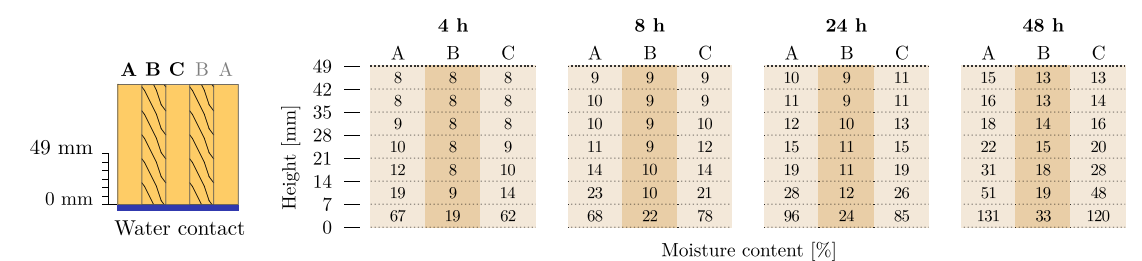 4 h 8 h 24 h 48 h
A B C A B C A B C A B C
A B C B A
49
8 8 8 9 9 9 10 9 11 15 13 13
42
8 8 8 10 9 9 11 9 11 16 13 14
35
9 8 8 10 9 10 12 10 13 18 14 16
28
10 8 9 11 9 12 15 11 15 22 15 20
21
12 8 10 14 10 14 19 11 19 31 18 28
14
19 9 14 23 10 21 28 12 26 51 19 48
7
67 19 62 68 22 78 96 24 85 131 33 120
0
Height [mm]
49 mm
0 mm
Water contact
Moisture content [%]